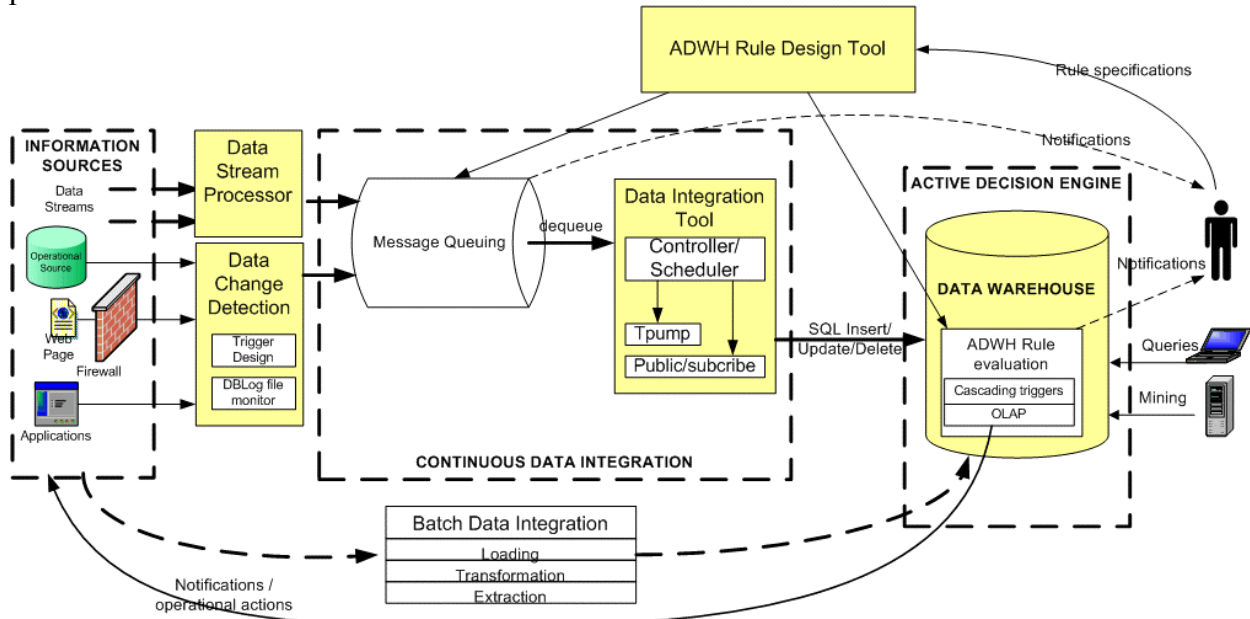 ADWH Rule Design Tool
Rule specifications
INFORMATION
SOURCES
Data
Streams
Operational
Source
Web
Page
Firewall
Applications
Data
Stream
Processor
Data
Change
Detection
Trigger
Design
DBLog file
monitor
Message Queuing
dequeue
Data Integration
Tool
Controller/
Scheduler
Tpump
Public/subcribe
CONTINUOUS DATA INTEGRATION
SQL Insert/
Update/Delete
Notifications
ACTIVE DECISION ENGINE
DATA WAREHOUSE
Notifications
ADWH Rule
evaluation
Cascading triggers
OLAP
Queries
Mining
Batch Data Integration
Loading
Transformation
Extraction
Notifications /
operational actions